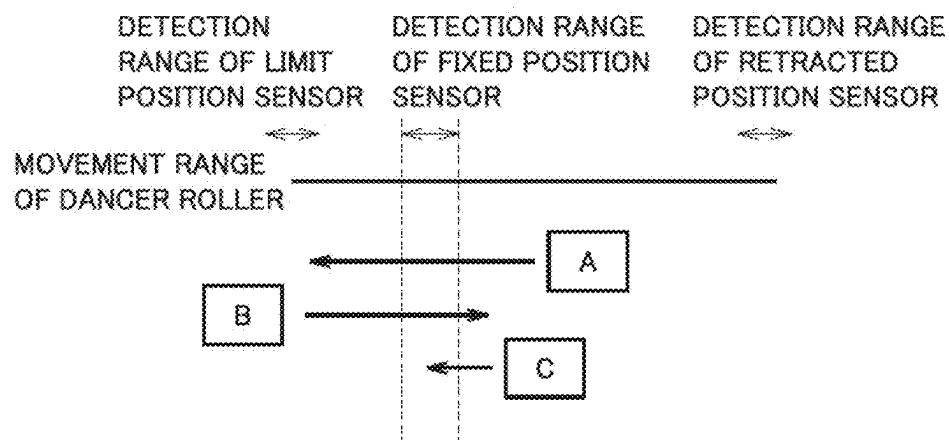 DETECTION
RANGE OF LIMIT
POSITION SENSOR
DETECTION RANGE
OF FIXED POSITION
SENSOR
DETECTION RANGE
OF RETRACTED
POSITION SENSOR
MOVEMENT RANGE
OF DANCER ROLLER
A
B
C